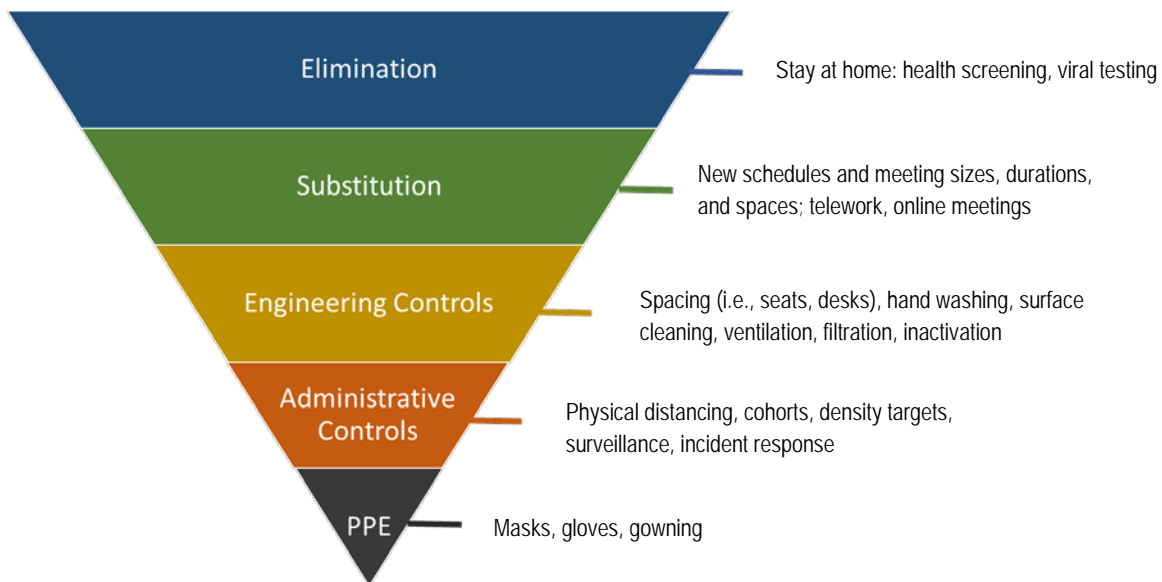 Elimination
Stay at home: health screening, viral testing
Substitution
New schedules and meeting sizes, durations,
and spaces; telework, online meetings
Engineering Controls
Spacing (i.e., seats, desks), hand washing, surface
cleaning, ventilation, filtration, inactivation
Administrative
Controls
Physical distancing, cohorts, density targets,
surveillance, incident response
PPE
Masks, gloves, gowning